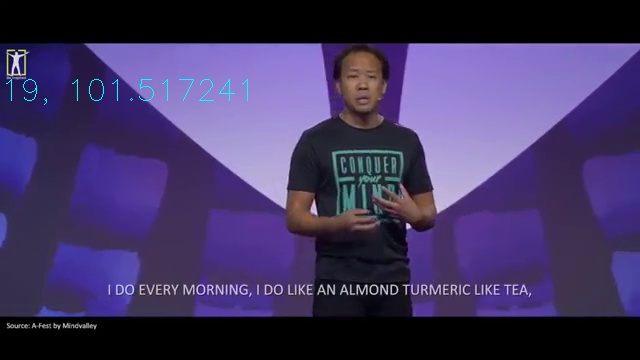 19, 101.517241
CONQUER
your
MIND
I DO EVERY MORNING, I DO LIKE AN ALMOND TURMERIC LIKE TEA,
Source: A-Fest by Mindvalley